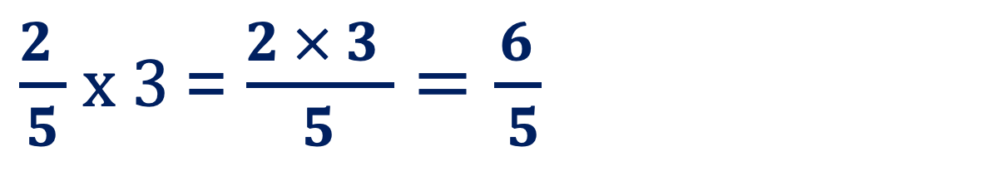 2/5 x 3 = 2 × 3/5 = 6/5